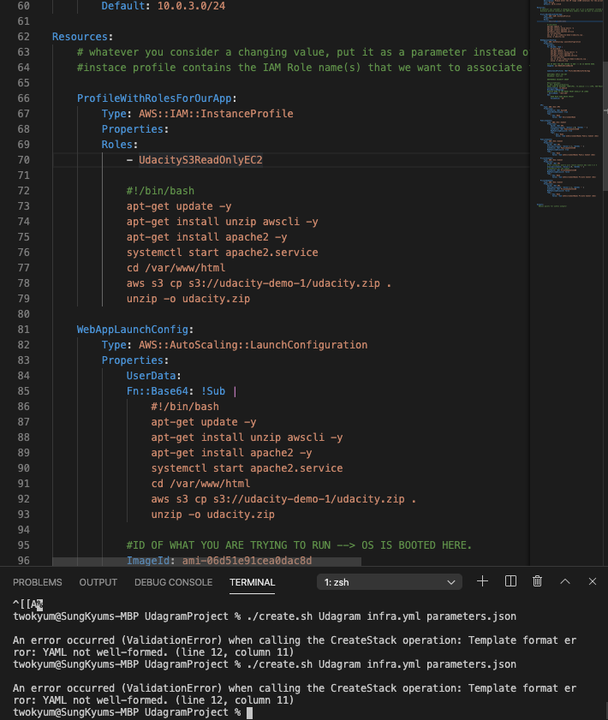 60 Default: 10.0.3.0/24
61
62 Resources:
63 # whatever you consider a changing value, put it as a parameter instead o
64 #instace profile contains the IAM Role name(s) that we want to associate
65
66 ProfileWithRolesForOurApp:
67 Type: AWS::IAM::InstanceProfile
68 Properties:
69 Roles:
70 - UdacityS3ReadOnlyEC2
71
72 #!/bin/bash
73 apt-get update -y
74 apt-get install unzip awscli -y
75 apt-get install apache2 -y
76 systemctl start apache2.service
77 cd /var/www/html
78 aws s3 cp s3://udacity-demo-1/udacity.zip .
79 unzip -o udacity.zip
80
81 WebAppLaunchConfig:
82 Type: AWS::AutoScaling::LaunchConfiguration
83 Properties:
84 UserData:
85 Fn::Base64: !Sub |
86 #!/bin/bash
87 apt-get update -y
88 apt-get install unzip awscli -y
89 apt-get install apache2 -y
90 systemctl start apache2.service
91 cd /var/www/html
92 aws s3 cp s3://udacity-demo-1/udacity.zip .
93 unzip -o udacity.zip
94
95 #ID OF WHAT YOU ARE TRYING TO RUN --> OS IS BOOTED HERE.
96 ImageId: ami-06d51e91cea0dac8d
PROBLEMS OUTPUT DEBUG CONSOLE TERMINAL 1: zsh
^[[A
twokyum@SungKyums-MBP UdagramProject % ./create.sh Udagram infra.yml parameters.json
An error occurred (ValidationError) when calling the CreateStack operation: Template format er
ror: YAML not well-formed. (line 12, column 11)
twokyum@SungKyums-MBP UdagramProject % ./create.sh Udagram infra.yml parameters.json
An error occurred (ValidationError) when calling the CreateStack operation: Template format er
ror: YAML not well-formed. (line 12, column 11)
twokyum@SungKyums-MBP UdagramProject %